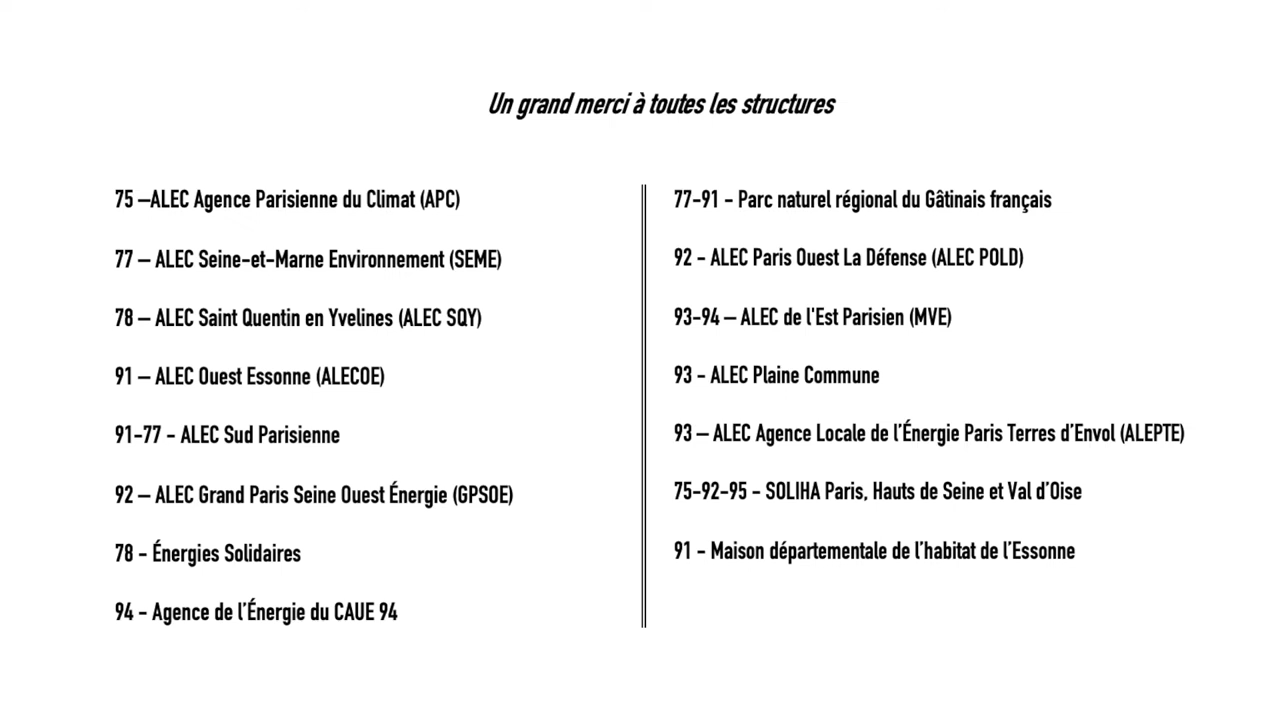 Un grand merci à toutes les structures
75 –ALEC Agence Parisienne du Climat (APC)
77 – ALEC Seine-et-Marne Environnement (SEME)
78 – ALEC Saint Quentin en Yvelines (ALEC SQY)
91 – ALEC Ouest Essonne (ALECOE)
91-77 - ALEC Sud Parisienne
92 – ALEC Grand Paris Seine Ouest Énergie (GPSOE)
78 - Énergies Solidaires
94 - Agence de l’Énergie du CAUE 94
77-91 - Parc naturel régional du Gâtinais français
92 - ALEC Paris Ouest La Défense (ALEC POLD)
93-94 – ALEC de l'Est Parisien (MVE)
93 - ALEC Plaine Commune
93 – ALEC Agence Locale de l’Énergie Paris Terres d’Envol (ALEPTE)
75-92-95 - SOLIHA Paris, Hauts de Seine et Val d’Oise
91 - Maison départementale de l’habitat de l’Essonne